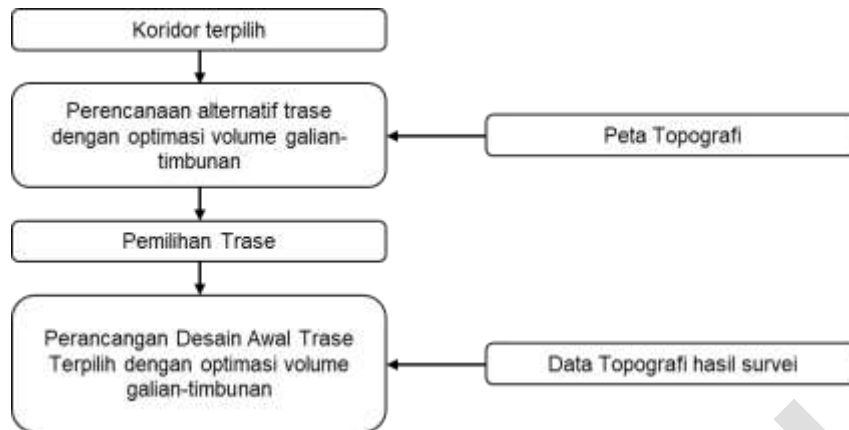 Koridor terpilih
Perencanaan alternatif trase
dengan optimasi volume galian-
timbunan
Peta Topografi
Pemilihan Trase
Perancangan Desain Awal Trase
Terpilih dengan optimasi volume
galian-timbunan
Data Topografi hasil survei